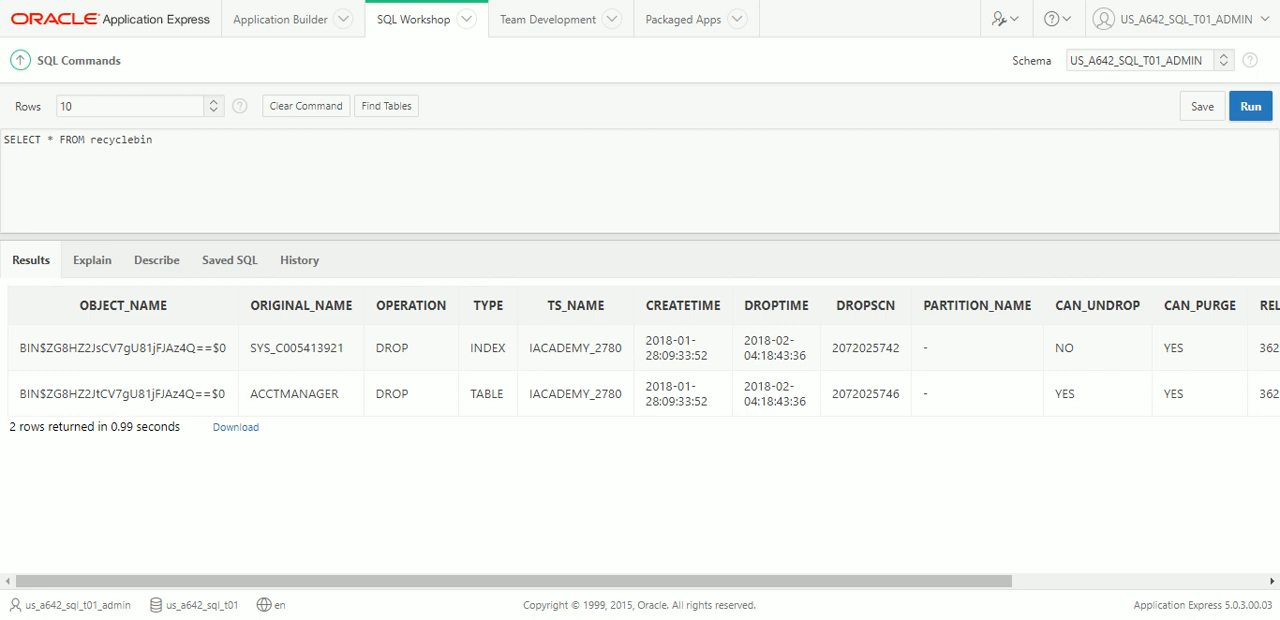 ORACLE Application Express Application Builder SQL Workshop Team Development Packaged Apps US_A642_SQL_T01_ADMIN
SQL Commands Schema US_A642_SQL_T01_ADMIN
Rows 10 Clear Command Find Tables Save Run
SELECT * FROM recyclebin
Results Explain Describe Saved SQL History
OBJECT_NAME ORIGINAL_NAME OPERATION TYPE TS_NAME CREATETIME DROPTIME DROPSCN PARTITION_NAME CAN_UNDROP CAN_PURGE REL
BIN$ZG8HZ2JsCV7gU81jFJAz4Q==$0 SYS_C005413921 DROP INDEX IACADEMY_2780 2018-01-28:09:33:52 2018-02-04:18:43:36 2072025742 - NO YES 362
BIN$ZG8HZ2JtCV7gU81jFJAz4Q==$0 ACCTMANAGER DROP TABLE IACADEMY_2780 2018-01-28:09:33:52 2018-02-04:18:43:36 2072025746 - YES YES 362
2 rows returned in 0.99 seconds Download
us_a642_sql_t01_admin us_a642_sql_t01 en Copyright © 1999, 2015, Oracle. All rights reserved. Application Express 5.0.3.00.03